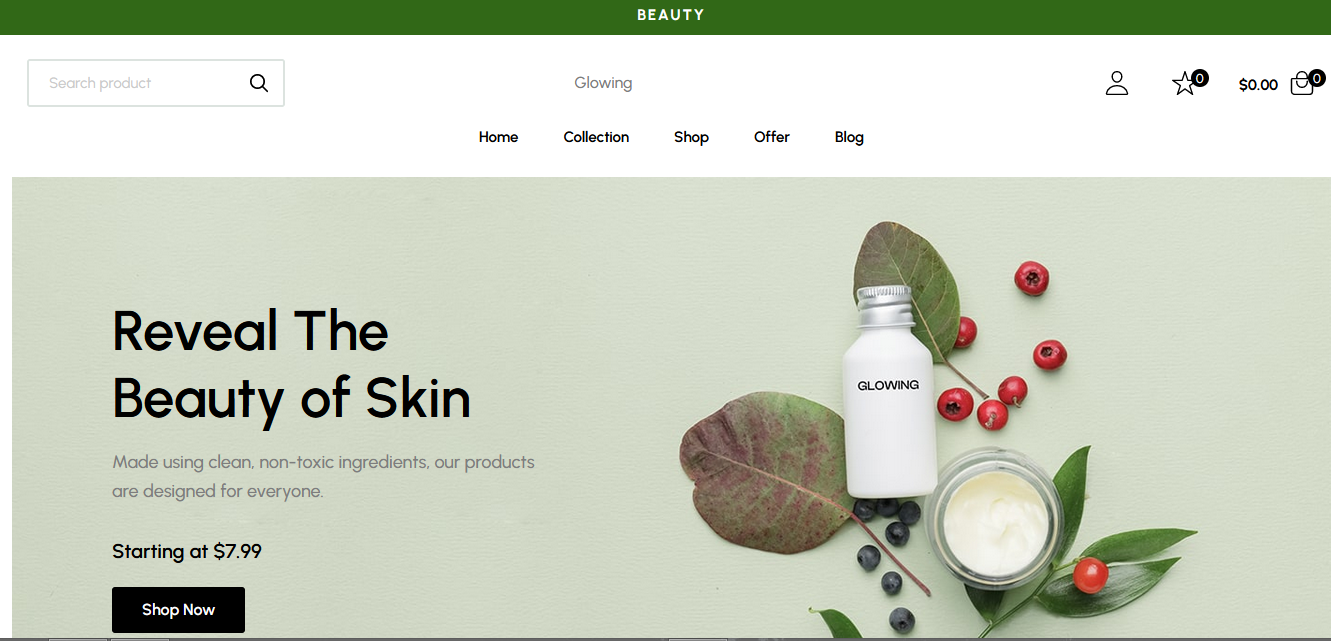 BEAUTY
Search product
Glowing
0
$0.00
0
Home
Collection
Shop
Offer
Blog
Reveal The
Beauty of Skin
Made using clean, non-toxic ingredients, our products
are designed for everyone.
Starting at $7.99
Shop Now
GLOWING